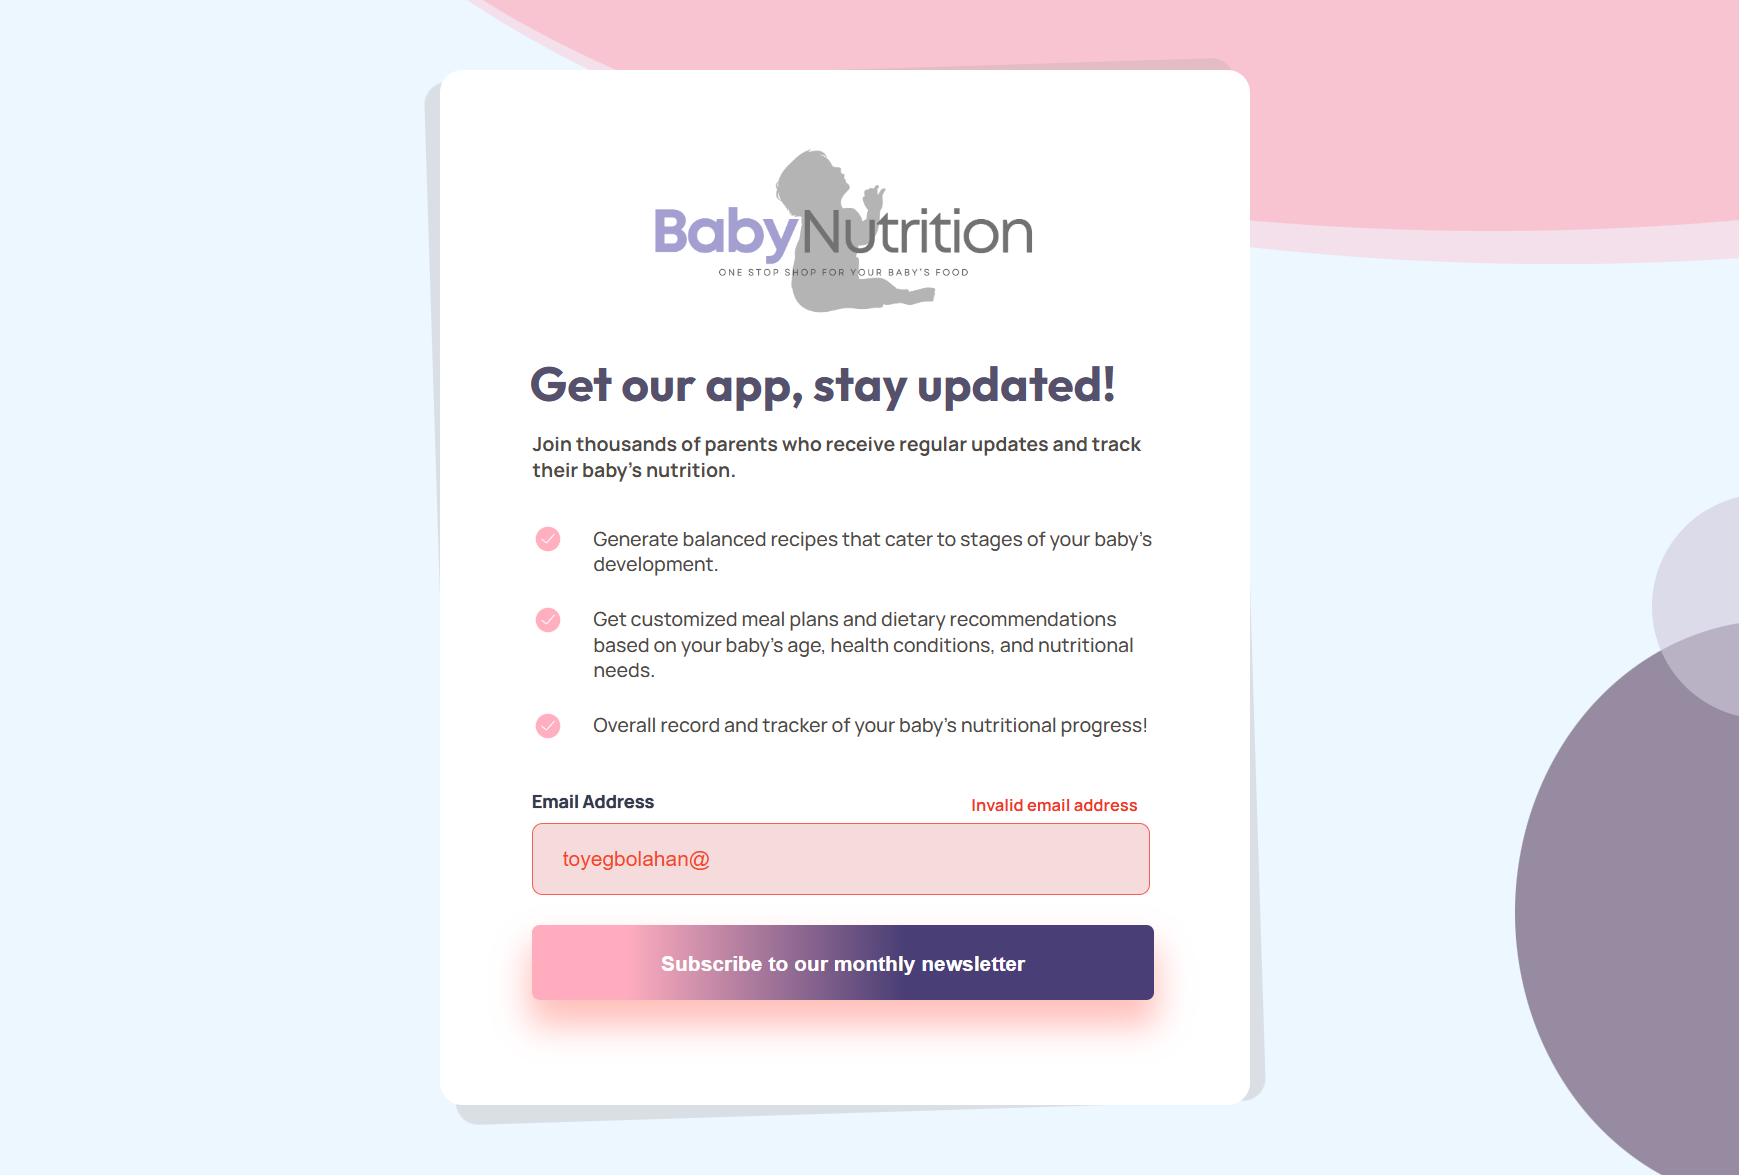 BabyNutrition
ONE STOP SHOP FOR YOUR BABY'S FOOD
Get our app, stay updated!
Join thousands of parents who receive regular updates and track
their baby's nutrition.
Generate balanced recipes that cater to stages of your baby's
development.
Get customized meal plans and dietary recommendations
based on your baby's age, health conditions, and nutritional
needs.
Overall record and tracker of your baby's nutritional progress!
Email Address
Invalid email address
toyegbolahan@
Subscribe to our monthly newsletter